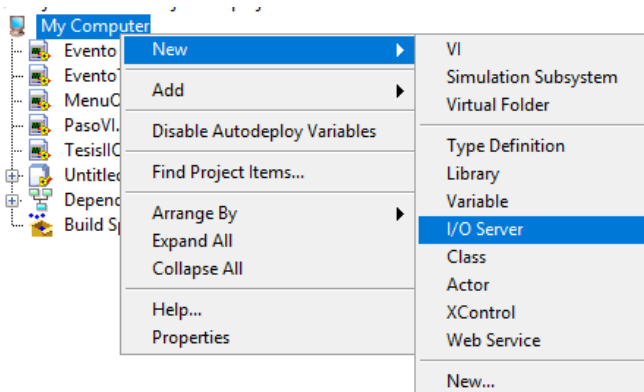 My Computer
Evento
Evento
MenuO
PasoVI.
TesisIIC
Untitled
Depend
Build Sp
New
Add
Disable Autodeploy Variables
Find Project Items...
Arrange By
Expand All
Collapse All
Help...
Properties
VI
Simulation Subsystem
Virtual Folder
Type Definition
Library
Variable
I/O Server
Class
Actor
XControl
Web Service
New...